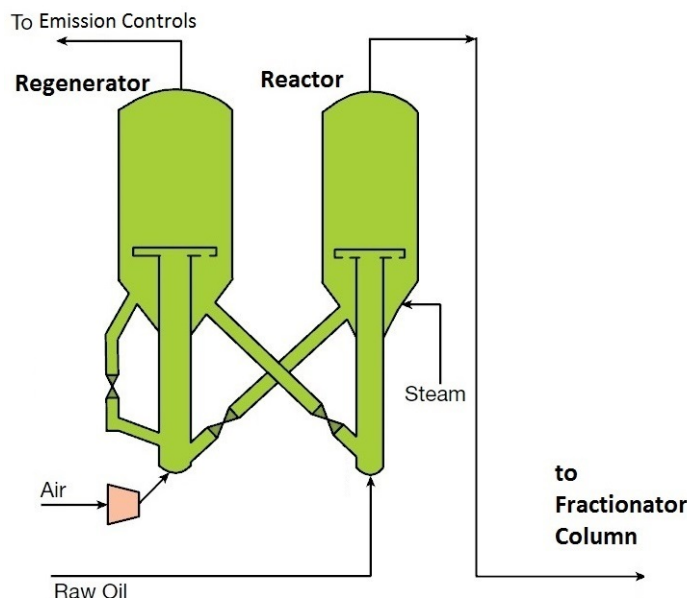 To Emission Controls
Regenerator
Reactor
Steam
Air
to
Fractionator
Column
Raw Oil